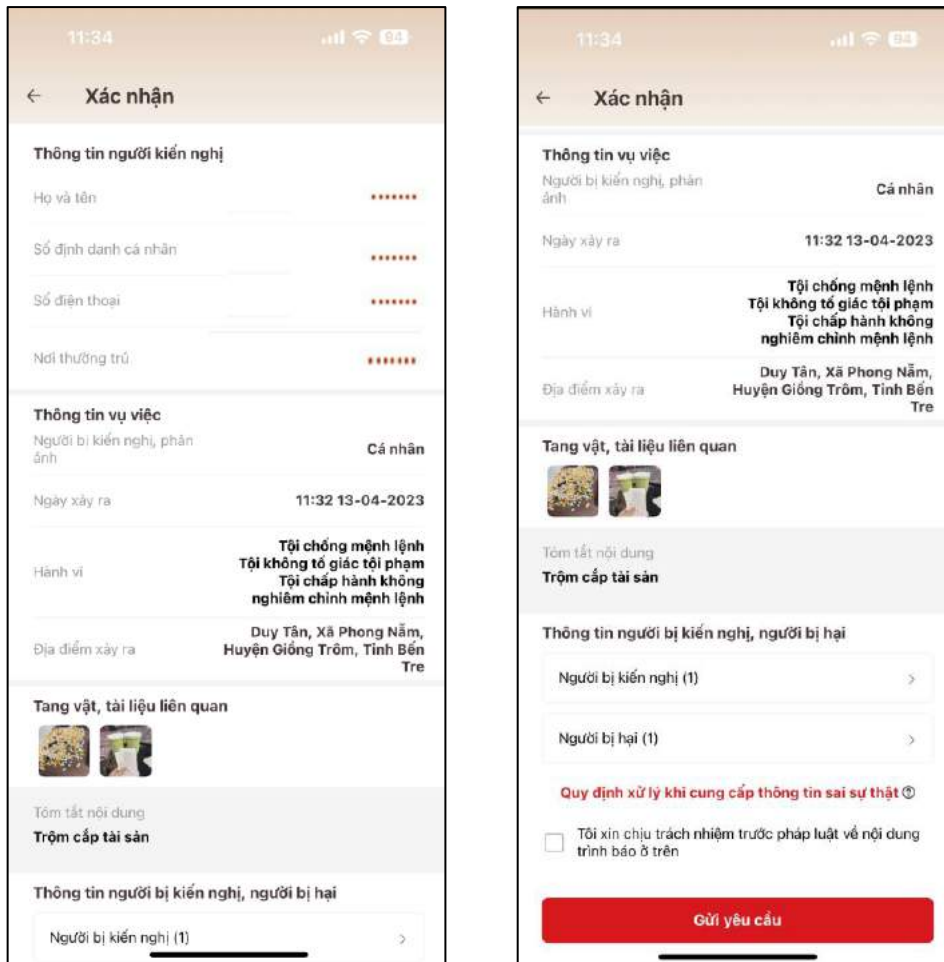 11:34
94
← Xác nhận
Thông tin người kiến nghị
Họ và tên
•••••••
Số định danh cá nhân
•••••••
Số điện thoại
•••••••
Nơi thường trú
•••••••
Thông tin vụ việc
Người bị kiến nghị, phản
ánh
Cá nhân
Ngày xảy ra
11:32 13-04-2023
Hành vi
Tội chống mệnh lệnh
Tội không tố giác tội phạm
Tội chấp hành không
nghiêm chỉnh mệnh lệnh
Địa điểm xảy ra
Duy Tân, Xã Phong Nẫm,
Huyện Giồng Trôm, Tỉnh Bến
Tre
Tang vật, tài liệu liên quan
Tóm tắt nội dung
Trộm cắp tài sản
Thông tin người bị kiến nghị, người bị hại
Người bị kiến nghị (1)
11:34
94
← Xác nhận
Thông tin vụ việc
Người bị kiến nghị, phản
ánh
Cá nhân
Ngày xảy ra
11:32 13-04-2023
Hành vi
Tội chống mệnh lệnh
Tội không tố giác tội phạm
Tội chấp hành không
nghiêm chỉnh mệnh lệnh
Địa điểm xảy ra
Duy Tân, Xã Phong Nẫm,
Huyện Giồng Trôm, Tỉnh Bến
Tre
Tang vật, tài liệu liên quan
Tóm tắt nội dung
Trộm cắp tài sản
Thông tin người bị kiến nghị, người bị hại
Người bị kiến nghị (1)
Người bị hại (1)
Quy định xử lý khi cung cấp thông tin sai sự thật
Tôi xin chịu trách nhiệm trước pháp luật về nội dung
trình báo ở trên
Gửi yêu cầu